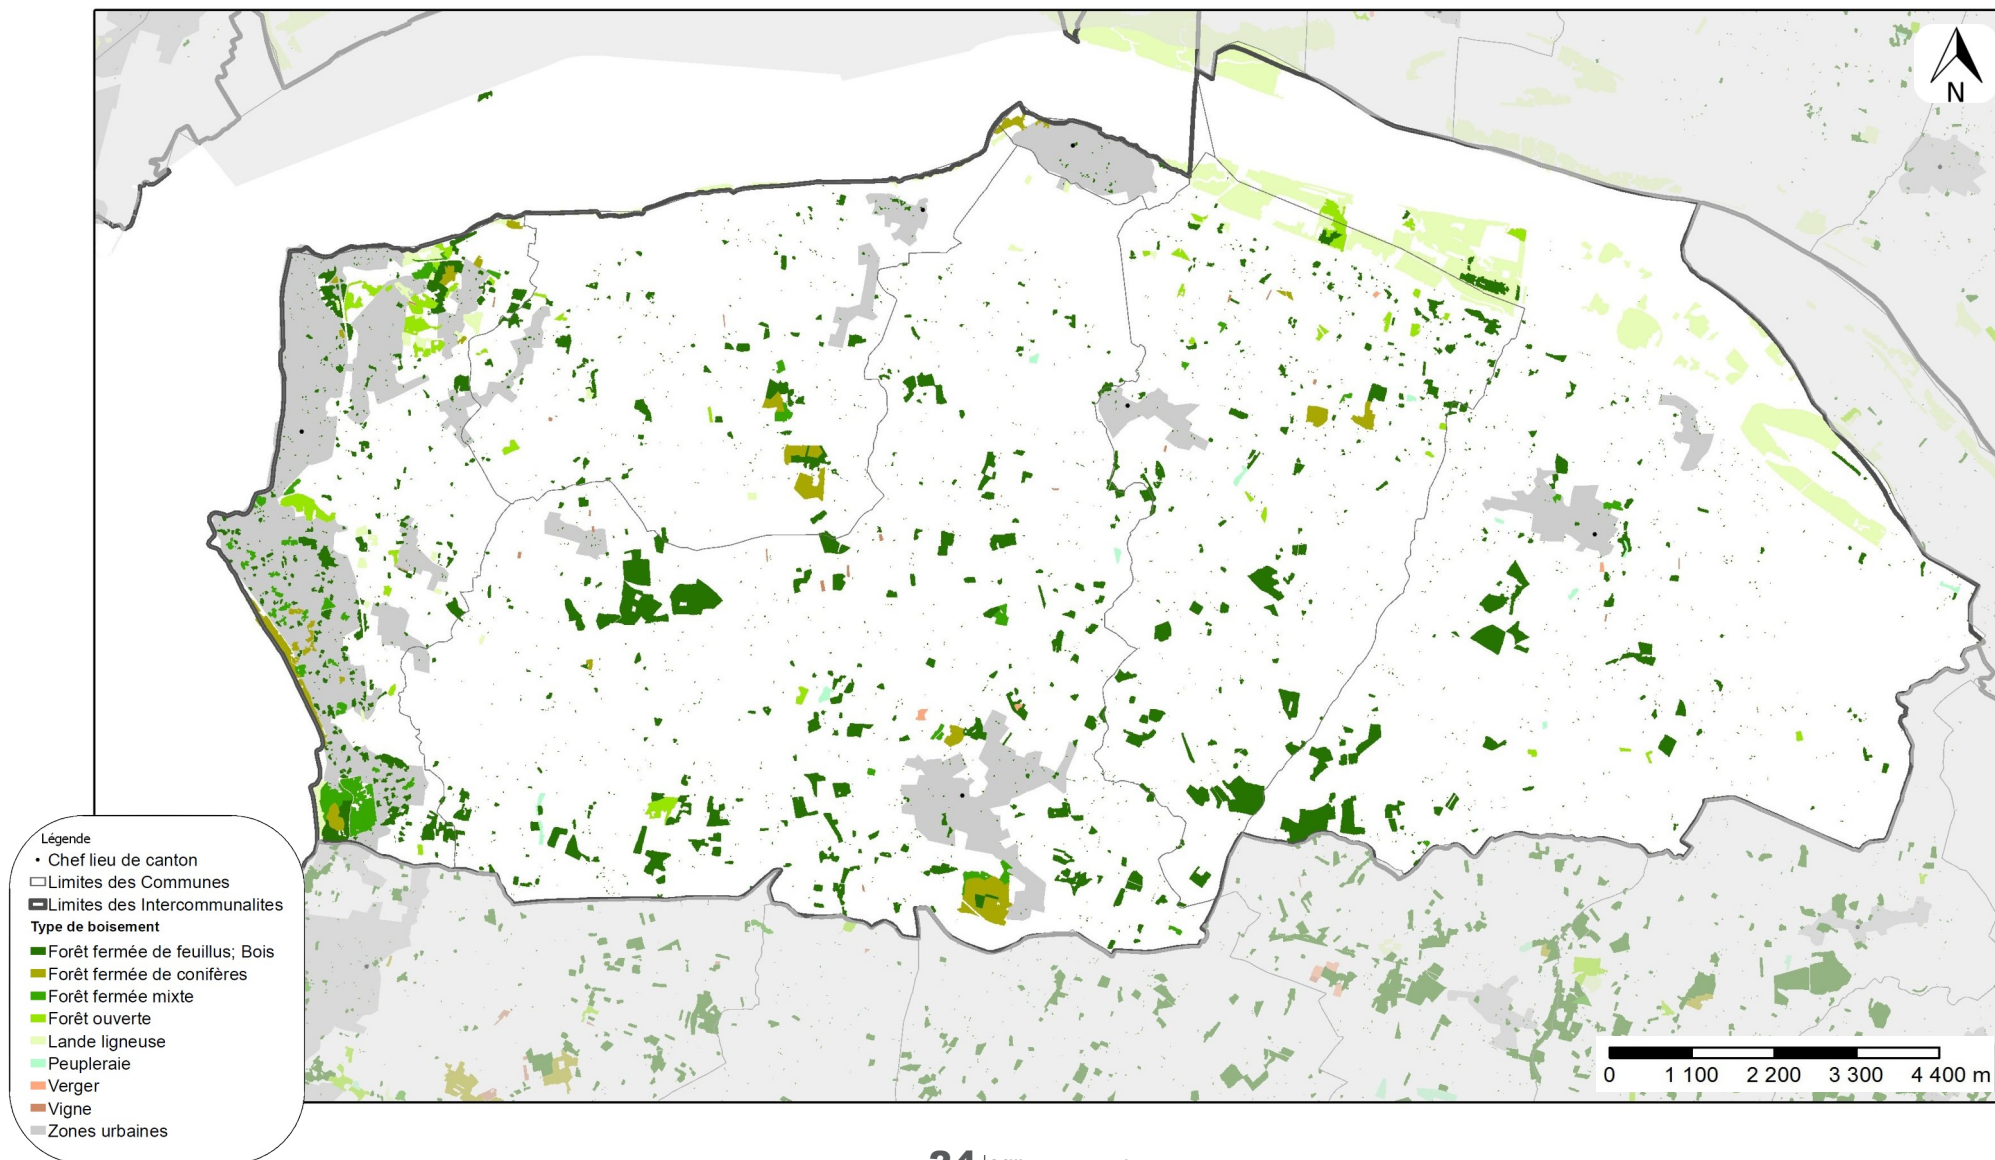 N
Légende
Chef lieu de canton
Limites des Communes
Limites des Intercommunalites
Type de boisement
Forêt fermée de feuillus; Bois
Forêt fermée de conifères
Forêt fermée mixte
Forêt ouverte
Lande ligneuse
Peupleraie
Verger
Vigne
Zones urbaines
0 1 100 2 200 3 300 4 400 m